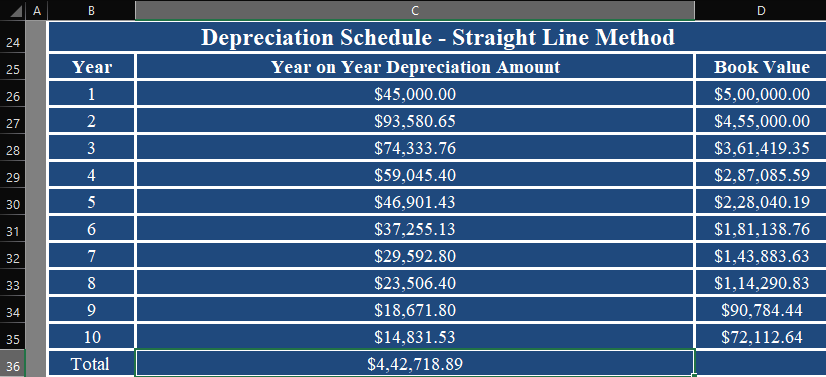 A B C D
24 Depreciation Schedule - Straight Line Method
25 Year Year on Year Depreciation Amount Book Value
26 1 $45,000.00 $5,00,000.00
27 2 $93,580.65 $4,55,000.00
28 3 $74,333.76 $3,61,419.35
29 4 $59,045.40 $2,87,085.59
30 5 $46,901.43 $2,28,040.19
31 6 $37,255.13 $1,81,138.76
32 7 $29,592.80 $1,43,883.63
33 8 $23,506.40 $1,14,290.83
34 9 $18,671.80 $90,784.44
35 10 $14,831.53 $72,112.64
36 Total $4,42,718.89